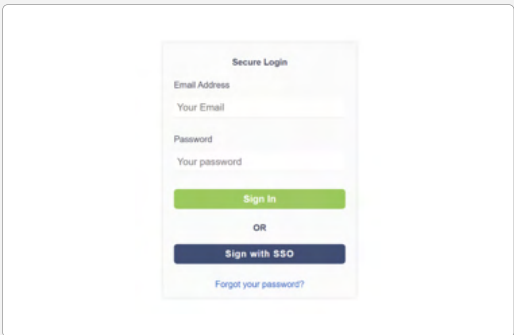 Secure Login
Email Address
Your Email
Password
Your password
Sign In
OR
Sign with SSO
Forgot your password?